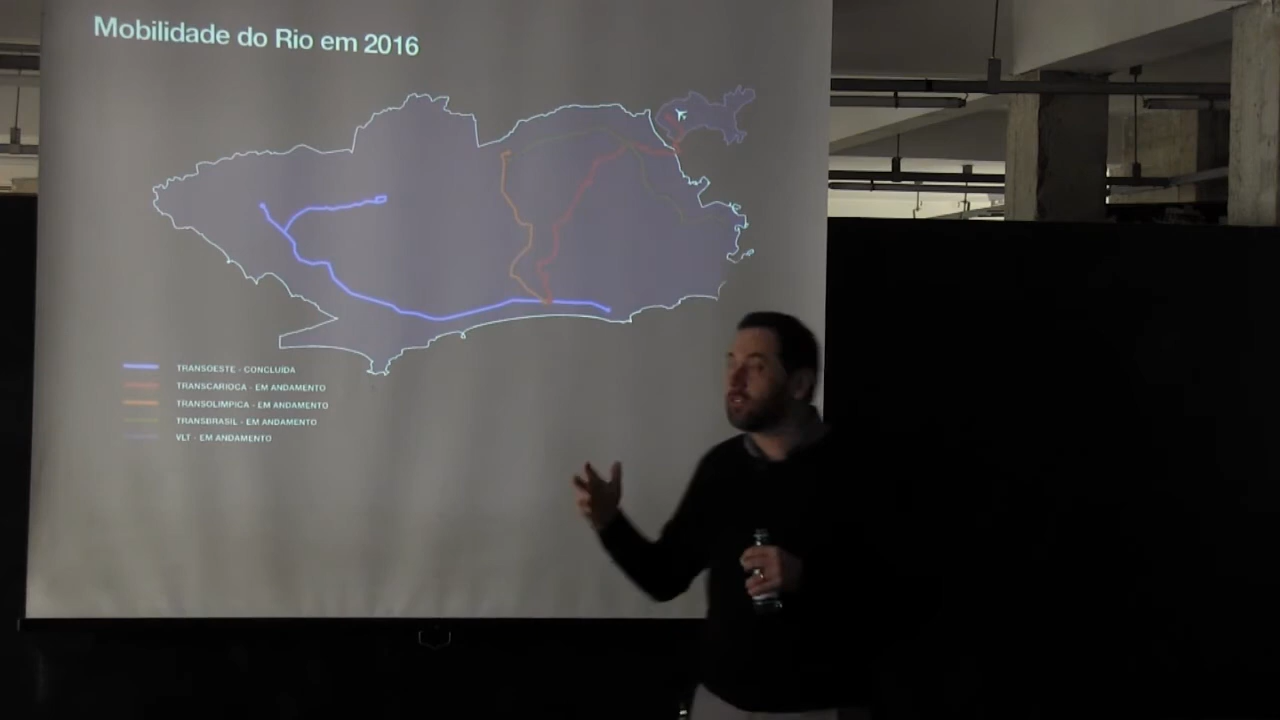 Mobilidade do Rio em 2016
TRANSOESTE - CONCLUIDA
TRANSCARIOCA - EM ANDAMENTO
TRANSOLIMPICA - EM ANDAMENTO
TRANSBRASIL - EM ANDAMENTO
VLT - EM ANDAMENTO